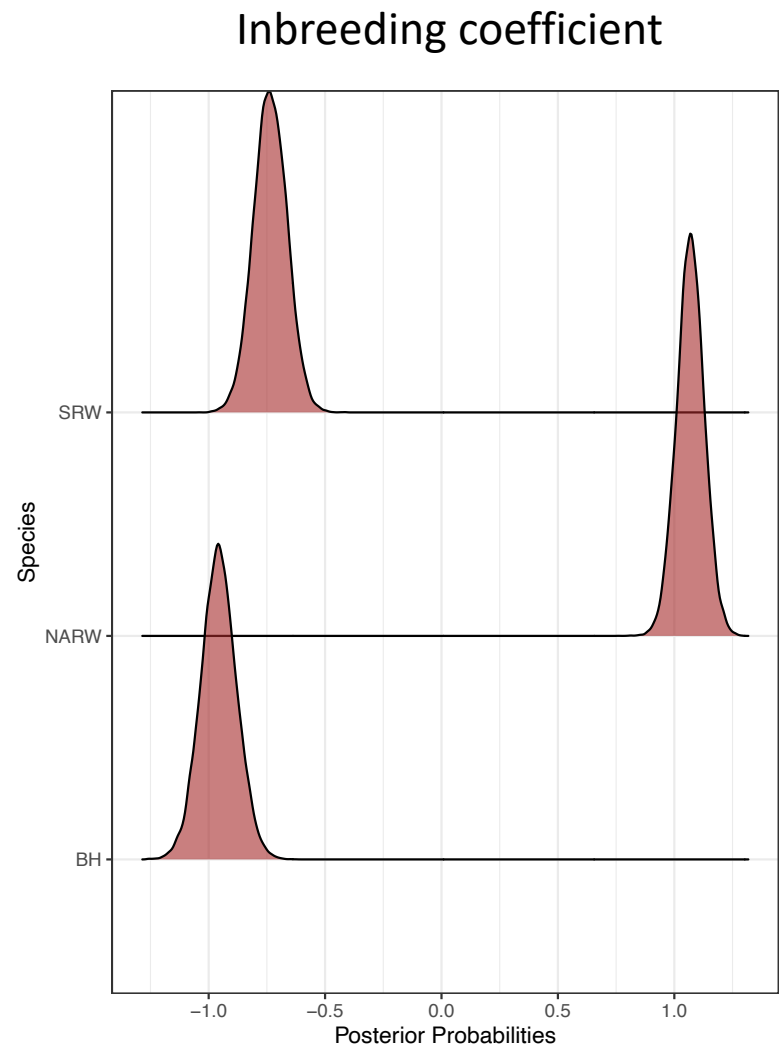 Inbreeding coefficient
SRW
NARW
BH
Species
−1.0 −0.5 0.0 0.5 1.0
Posterior Probabilities